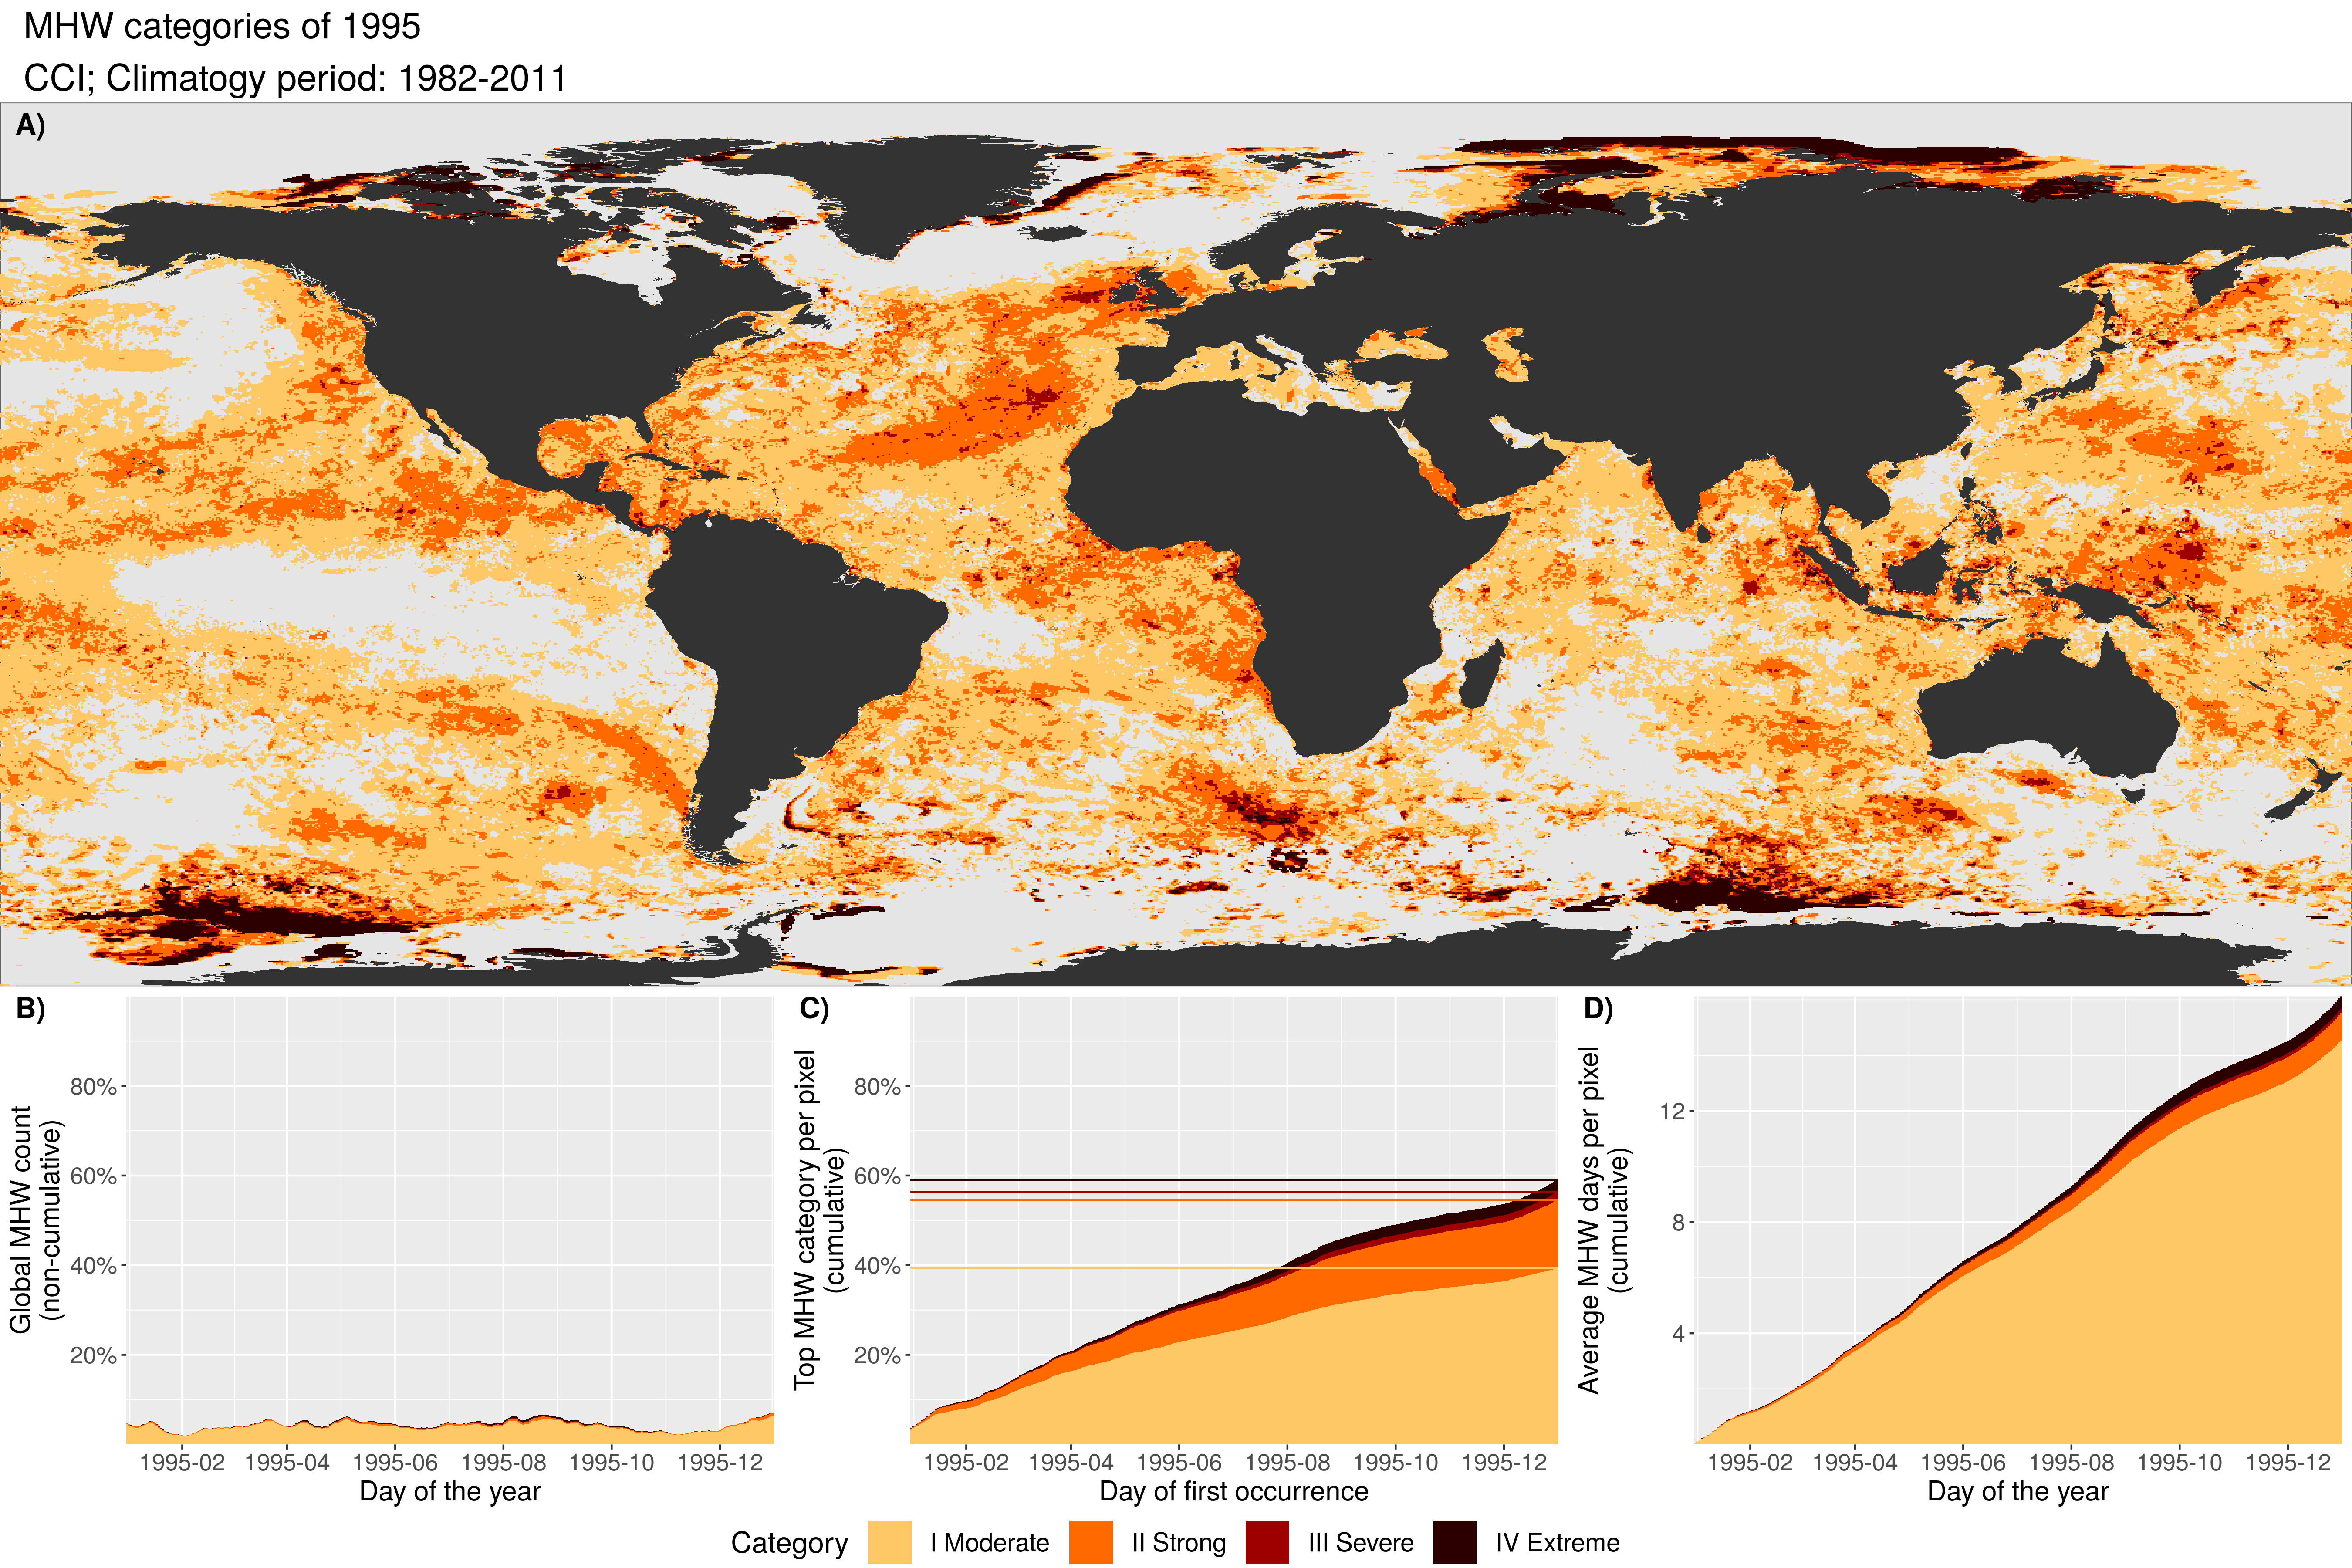 MHW categories of 1995
CCI; Climatogy period: 1982-2011
A)
B)
Global MHW count
(non-cumulative)
80%
60%
40%
20%
1995-02 1995-04 1995-06 1995-08 1995-10 1995-12
Day of the year
C)
Top MHW category per pixel
(cumulative)
80%
60%
40%
20%
1995-02 1995-04 1995-06 1995-08 1995-10 1995-12
Day of first occurrence
D)
Average MHW days per pixel
(cumulative)
12
8
4
1995-02 1995-04 1995-06 1995-08 1995-10 1995-12
Day of the year
Category I Moderate II Strong III Severe IV Extreme